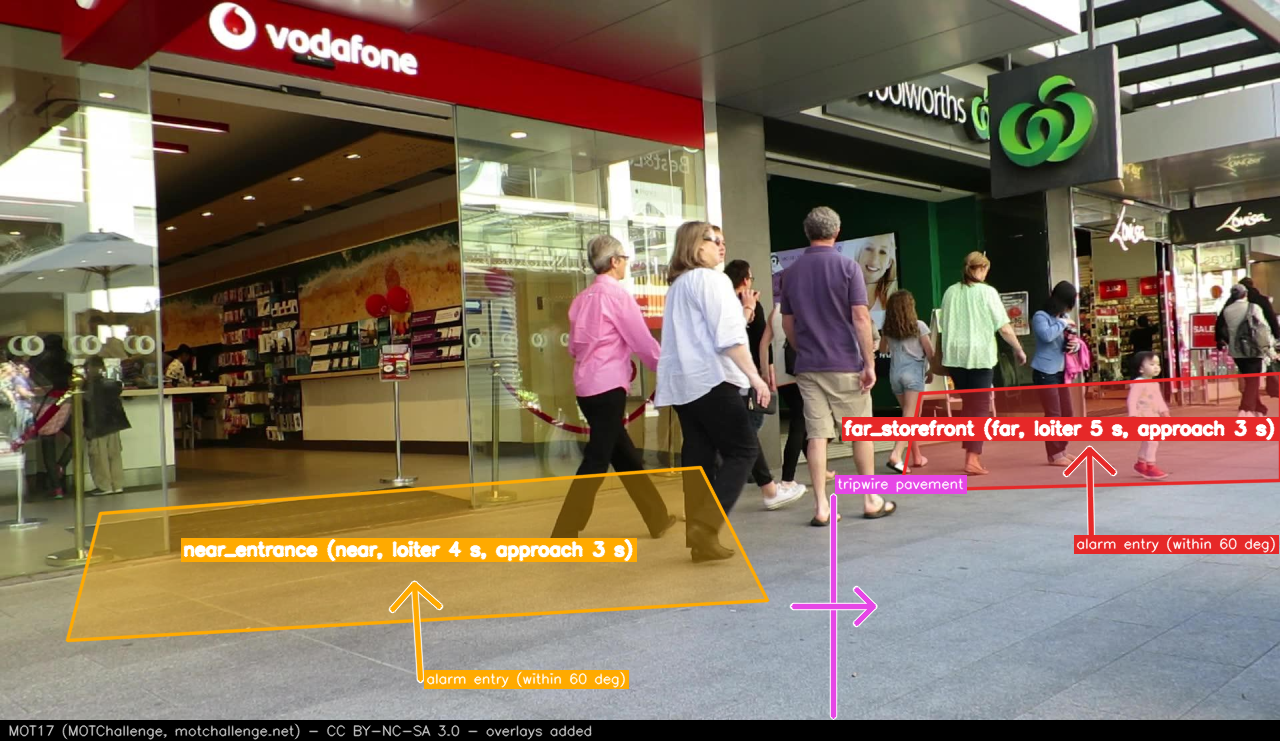 vodafone
oolworths
Best&L
Lovisa
Lovisa
SALE
far_storefront (far, loiter 5 s, approach 3 s)
tripwire pavement
near_entrance (near, loiter 4 s, approach 3 s)
alarm entry (within 60 deg)
alarm entry (within 60 deg)
MOT17 (MOTChallenge, motchallenge.net) – CC BY–NC–SA 3.0 – overlays added